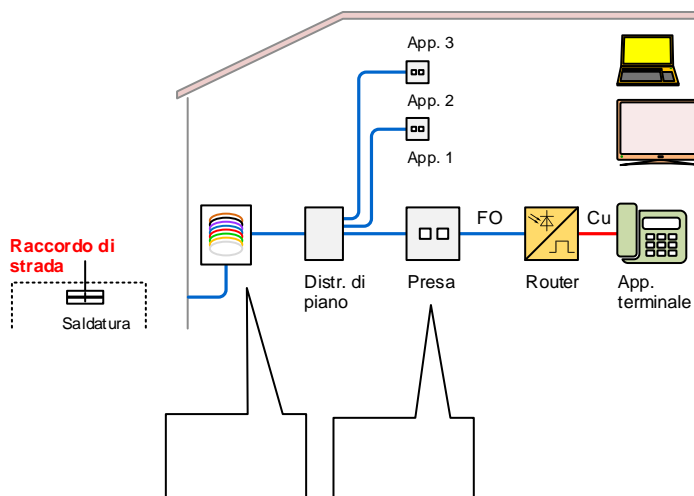 App. 3
App. 2
App. 1
FO
Cu
Raccordo di
strada
Saldatura
Distr. di
piano
Presa
Router
App.
terminale